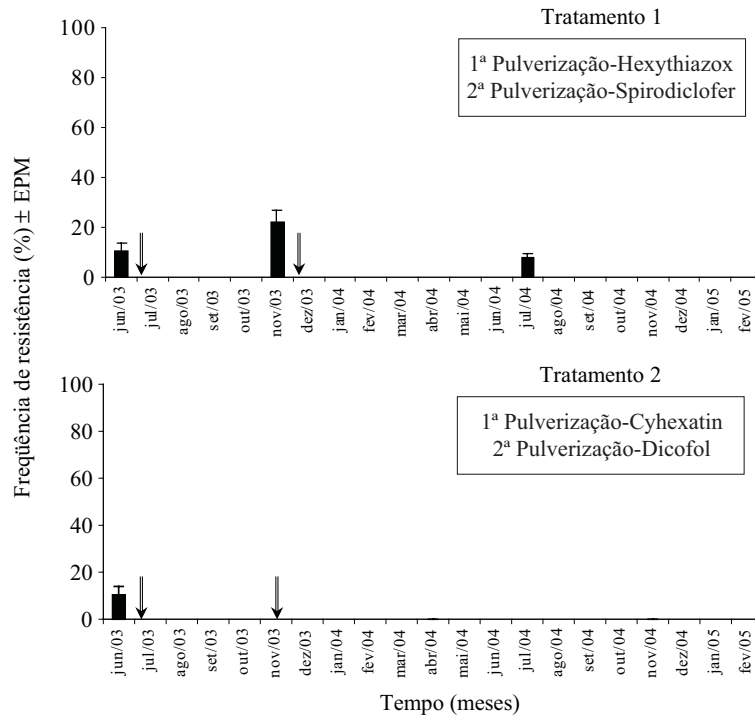 Tratamento 1
1ª Pulverização-Hexythiazox
2ª Pulverização-Spirodiclofer
100
80
60
40
20
0
jun/03
jul/03
ago/03
set/03
out/03
nov/03
dez/03
jan/04
fev/04
mar/04
abr/04
mai/04
jul/04
ago/04
set/04
out/04
nov/04
dez/04
jan/05
fev/05
Freqüência de resistência (%) ± EPM
Tratamento 2
1ª Pulverização-Cyhexatin
2ª Pulverização-Dicofol
100
80
60
40
20
0
jun/03
jul/03
ago/03
set/03
out/03
nov/03
dez/03
jan/04
fev/04
mar/04
abr/04
mai/04
jul/04
ago/04
set/04
out/04
nov/04
dez/04
jan/05
fev/05
Tempo (meses)